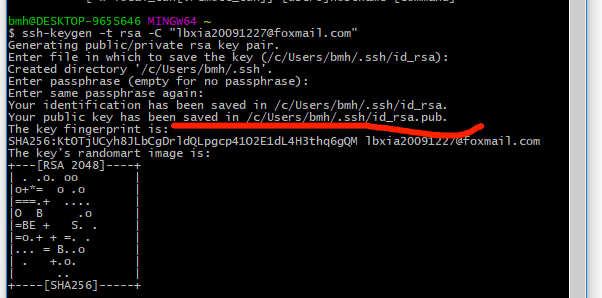 bmh@DESKTOP-965S646 MINGW64 ~
$ ssh-keygen -t rsa -C "lbxia20091227@foxmail.com"
Generating public/private rsa key pair.
Enter file in which to save the key (/c/Users/bmh/.ssh/id_rsa):
Created directory '/c/Users/bmh/.ssh'.
Enter passphrase (empty for no passphrase):
Enter same passphrase again:
Your identification has been saved in /c/Users/bmh/.ssh/id_rsa.
Your public key has been saved in /c/Users/bmh/.ssh/id_rsa.pub.
The key fingerprint is:
SHA256:KtOTjUCyh8JLbCgDrldQLpgcp41O2E1dL4H3thq6gQM lbxia20091227@foxmail.com
The key's randomart image is:
+---[RSA 2048]----+
| . .o. oo        |
|o+*=  o .o       |
|===.+  ....      |
|O  B     .o      |
|=BE +   S. .     |
|=o.+ + =. .      |
|... = B..o       |
| .   +.o.        |
|      ..         |
+----[SHA256]-----+